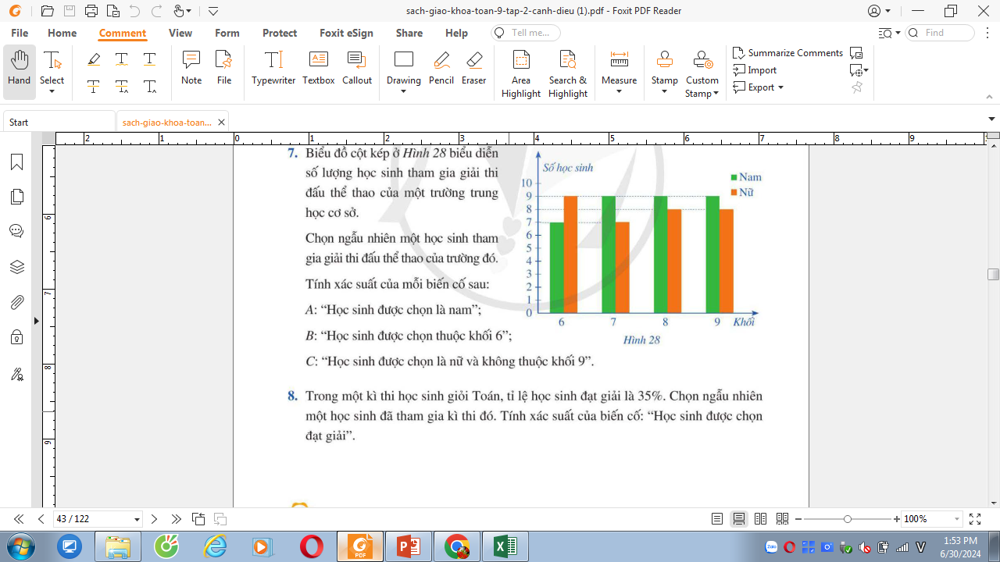 sach-giao-khoa-toan-9-tap-2-canh-dieu (1).pdf - Foxit PDF Reader
File Home Comment View Form Protect Foxit eSign Share Help Tell me... Find
Hand Select Note File Typewriter Textbox Callout Drawing Pencil Eraser Area Highlight Search & Highlight Measure Stamp Custom Stamp Summarize Comments
Import
Export
Start sach-giao-khoa-toan...
2 1 0 1 2 3 4 5 6 7 8 9
6
7
8
9
7. Biểu đồ cột kép ở Hình 28 biểu diễn
số lượng học sinh tham gia giải thi
đấu thể thao của một trường trung
học cơ sở.
Chọn ngẫu nhiên một học sinh tham
gia giải thi đấu thể thao của trường đó.
Tính xác suất của mỗi biến cố sau:
A: “Học sinh được chọn là nam”;
B: “Học sinh được chọn thuộc khối 6”;
C: “Học sinh được chọn là nữ và không thuộc khối 9”.
Số học sinh
Nam
Nữ
10
9
8
7
6
5
4
3
2
1
0
6 7 8 9 Khối
Hình 28
8. Trong một kì thi học sinh giỏi Toán, tỉ lệ học sinh đạt giải là 35%. Chọn ngẫu nhiên
một học sinh đã tham gia kì thi đó. Tính xác suất của biến cố: “Học sinh được chọn
đạt giải”.
43 / 122 100%
PDF Zalo V 1:53 PM
6/30/2024